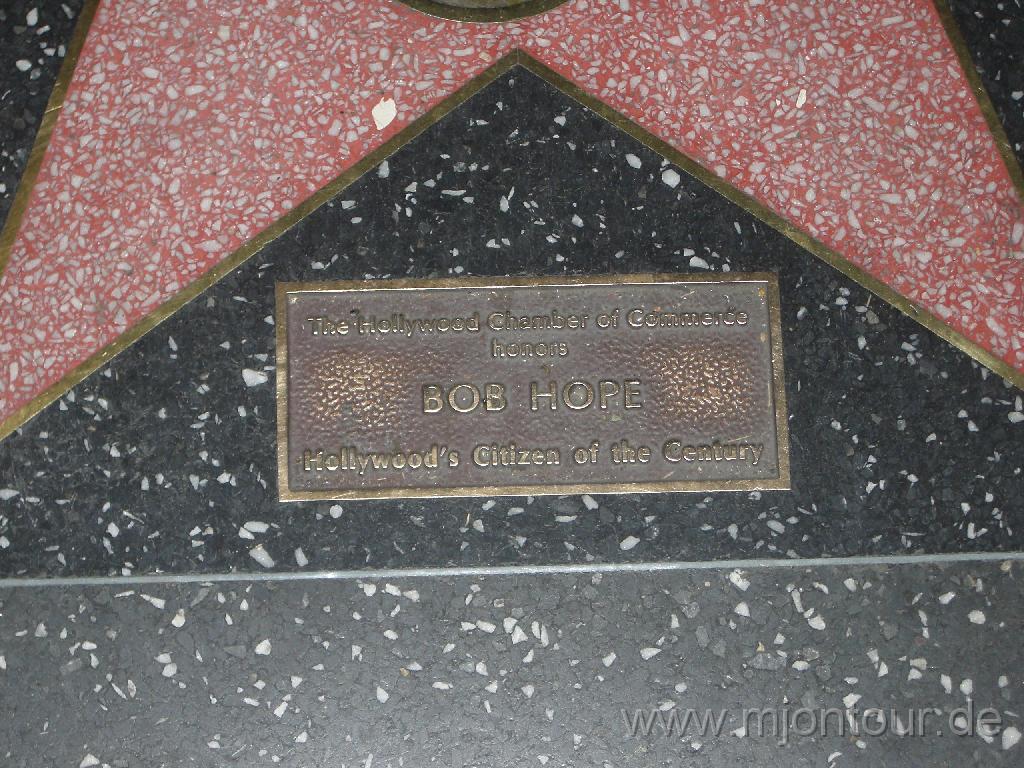 The Hollywood Chamber of Commerce
honors
BOB HOPE
Hollywood's Citizen of the Century
www.mjontour.de